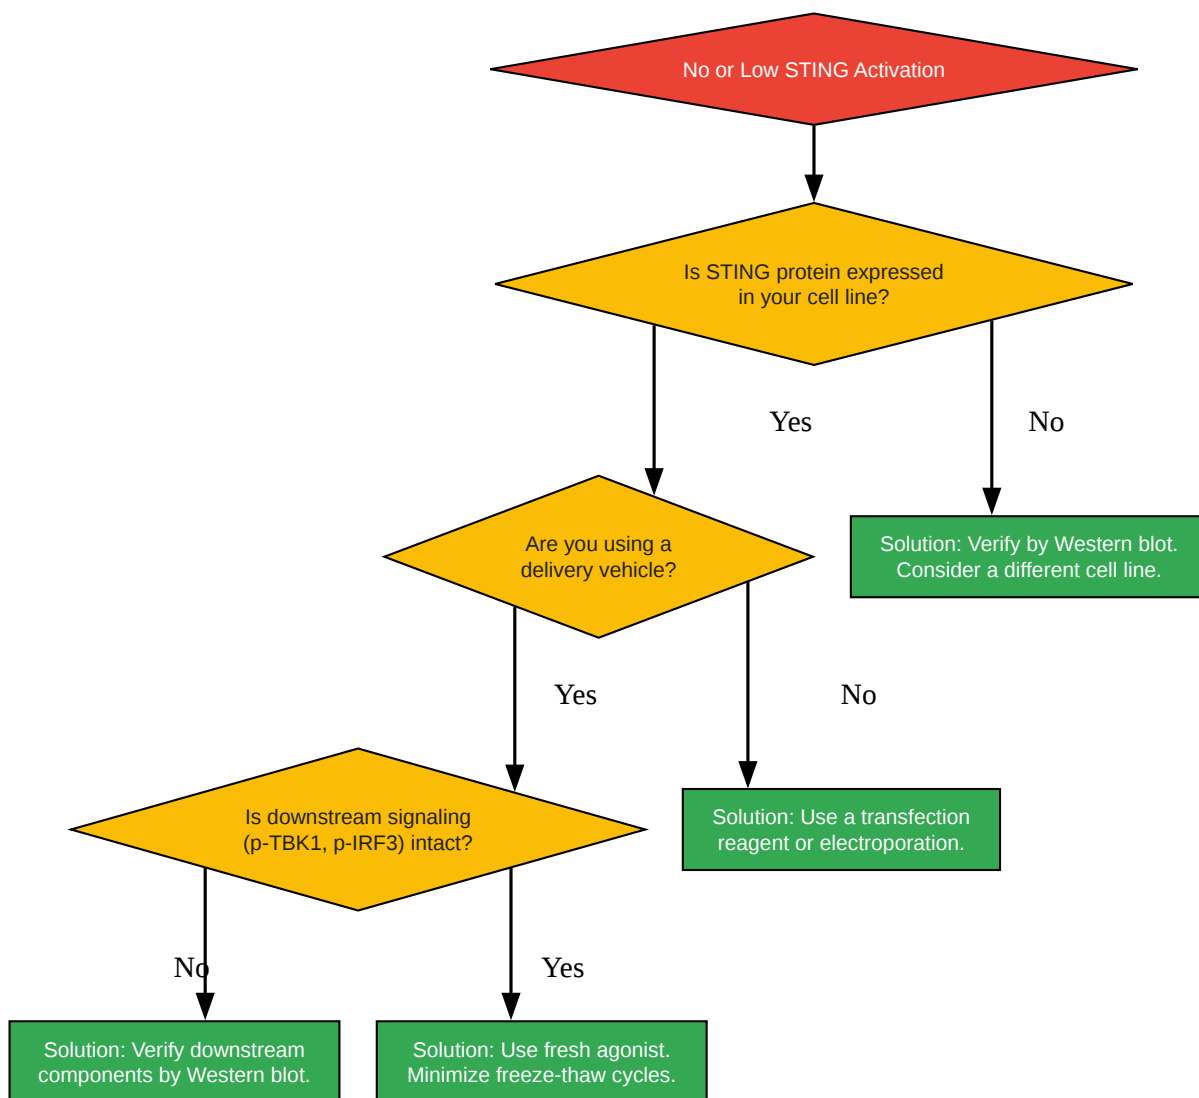 No or Low STING Activation
Is STING protein expressed
in your cell line?
Yes
No
Are you using a
delivery vehicle?
Solution: Verify by Western blot.
Consider a different cell line.
Yes
No
Is downstream signaling
(p-TBK1, p-IRF3) intact?
Solution: Use a transfection
reagent or electroporation.
No
Yes
Solution: Verify downstream
components by Western blot.
Solution: Use fresh agonist.
Minimize freeze-thaw cycles.